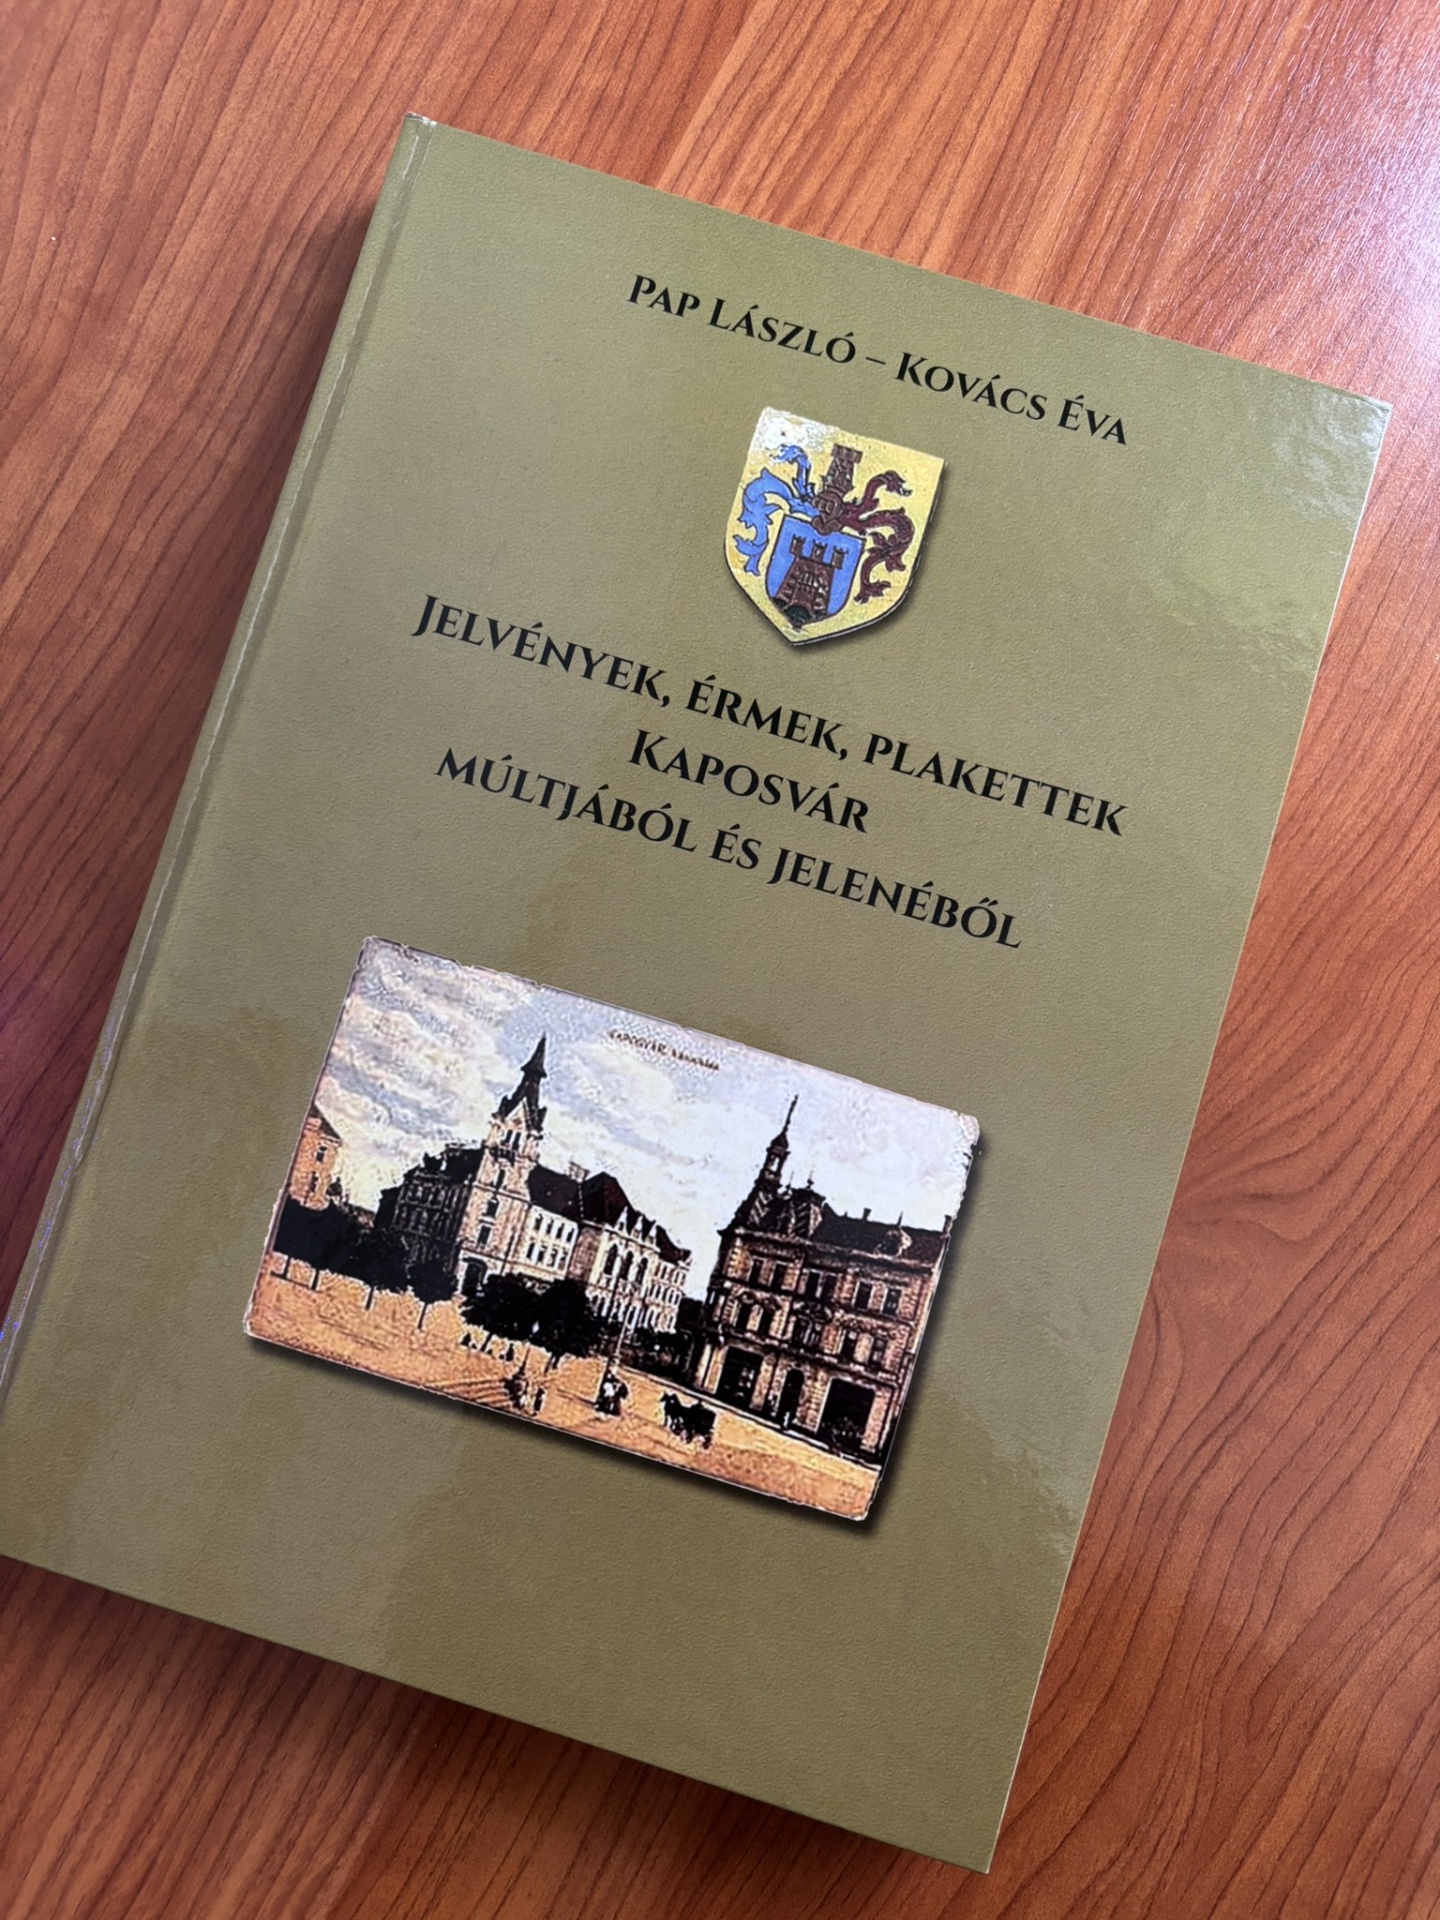 Pap László – Kovács Éva
Jelvények, érmek, plakettek
Kaposvár
múltjából és jelenéből